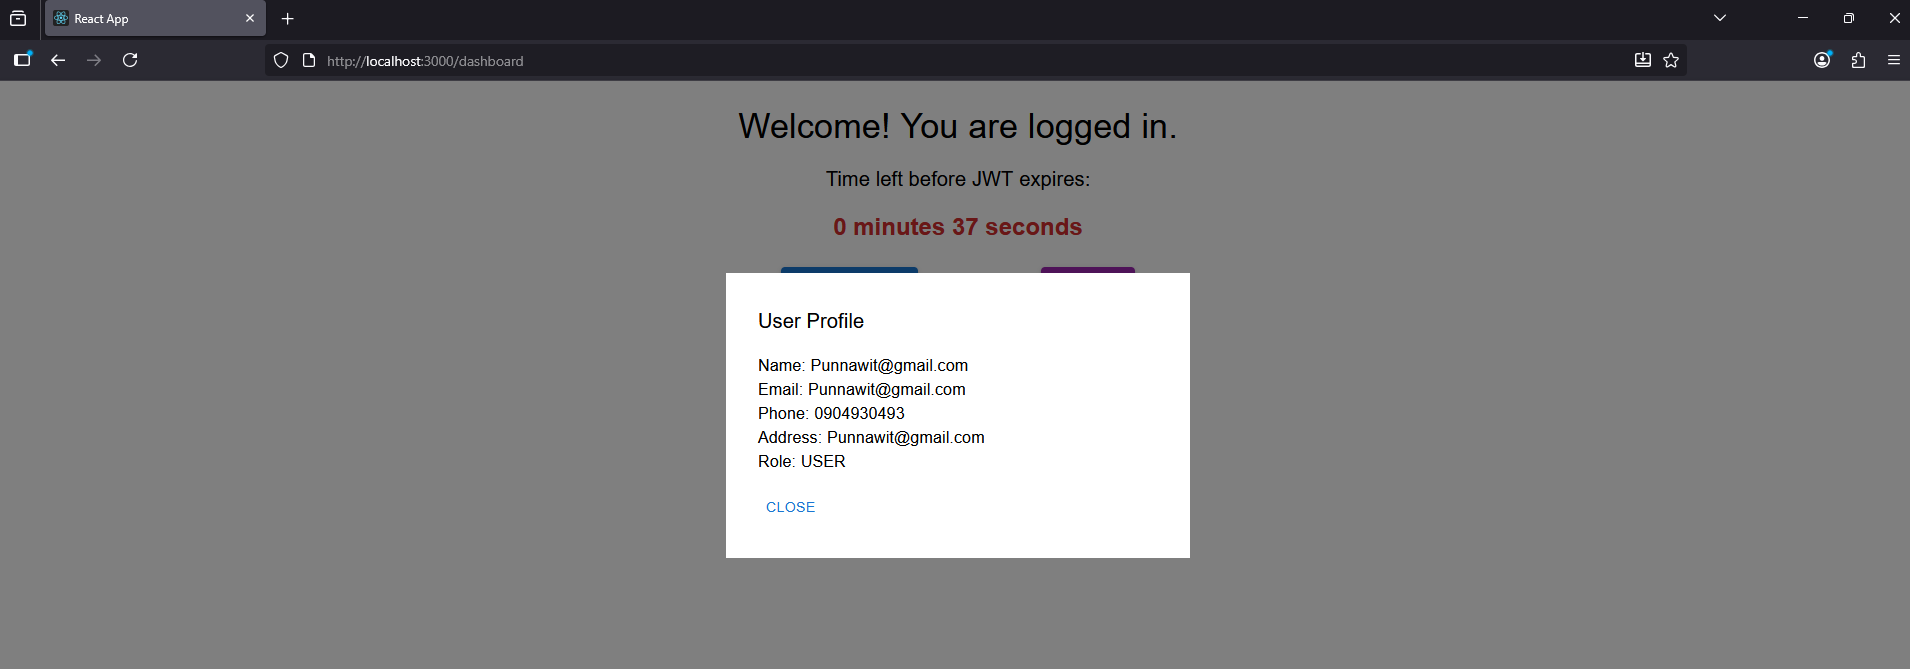 React App
http://localhost:3000/dashboard
Welcome! You are logged in.
Time left before JWT expires:
0 minutes 37 seconds
User Profile
Name: Punnawit@gmail.com
Email: Punnawit@gmail.com
Phone: 0904930493
Address: Punnawit@gmail.com
Role: USER
CLOSE